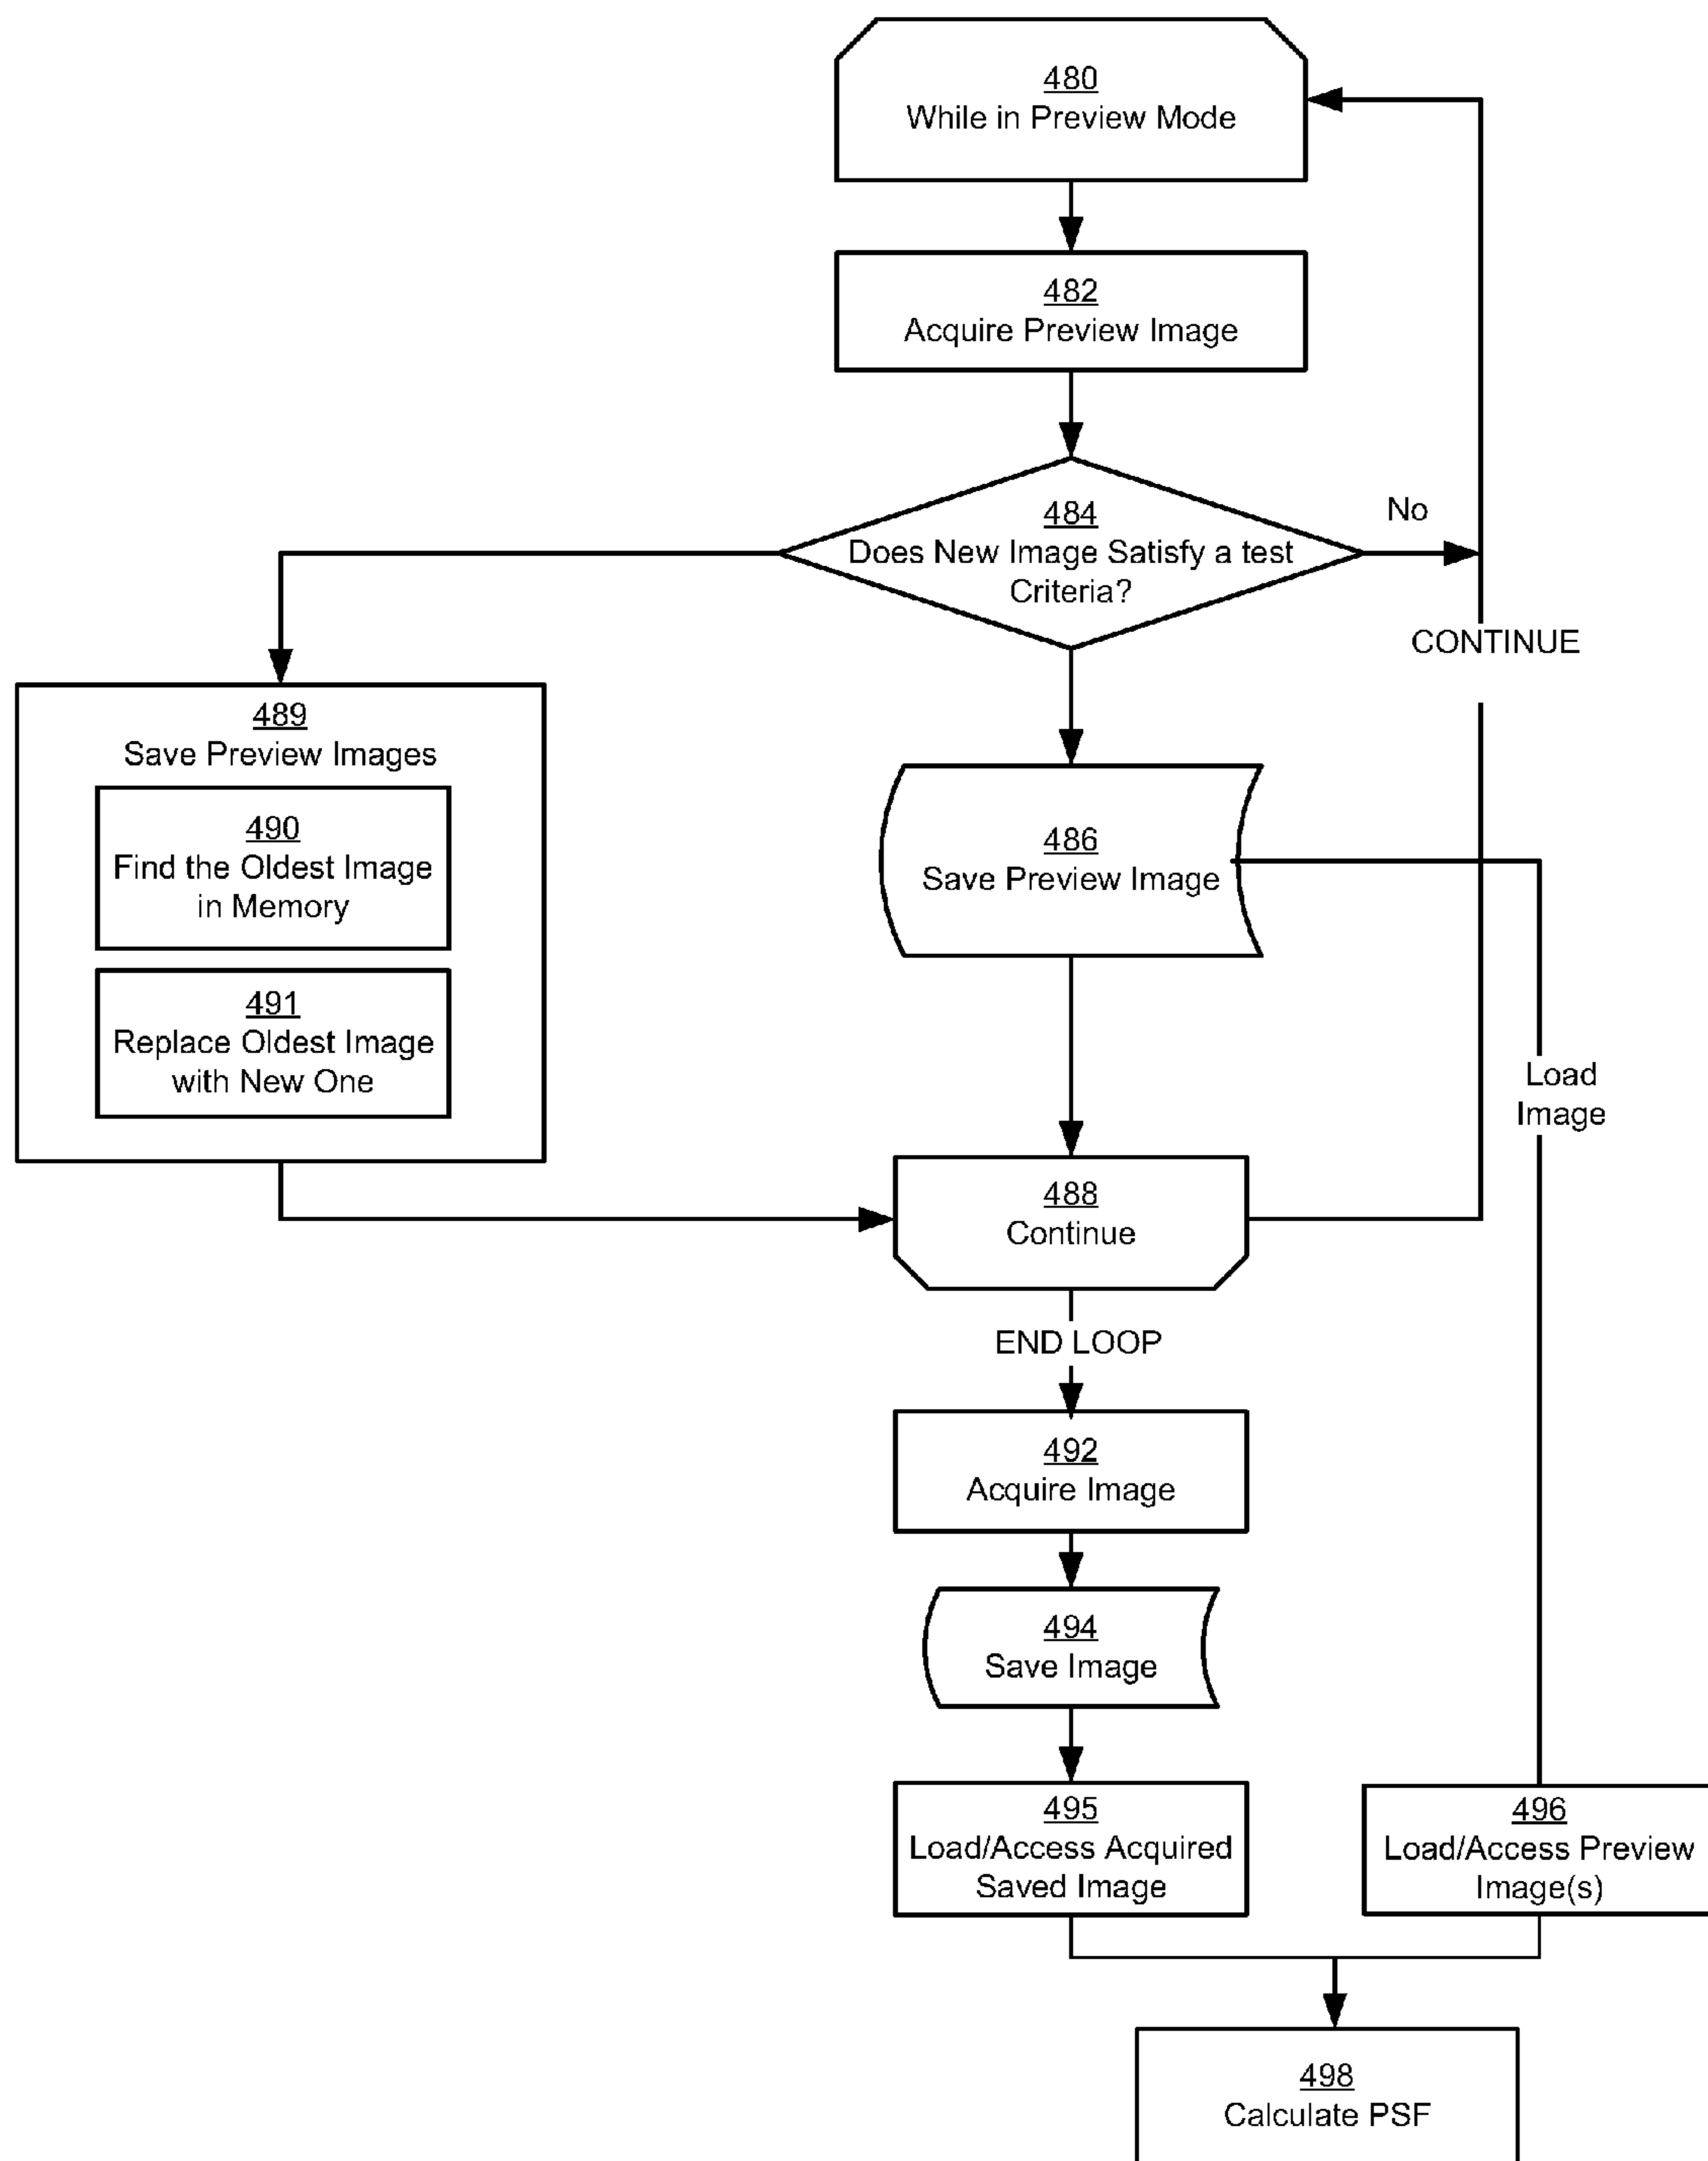 480
While in Preview Mode
482
Acquire Preview Image
484
Does New Image Satisfy a test
Criteria?
No
CONTINUE
489
Save Preview Images
490
Find the Oldest Image
in Memory
491
Replace Oldest Image
with New One
486
Save Preview Image
Load
Image
488
Continue
END LOOP
492
Acquire Image
494
Save Image
495
Load/Access Acquired
Saved Image
496
Load/Access Preview
Image(s)
498
Calculate PSF